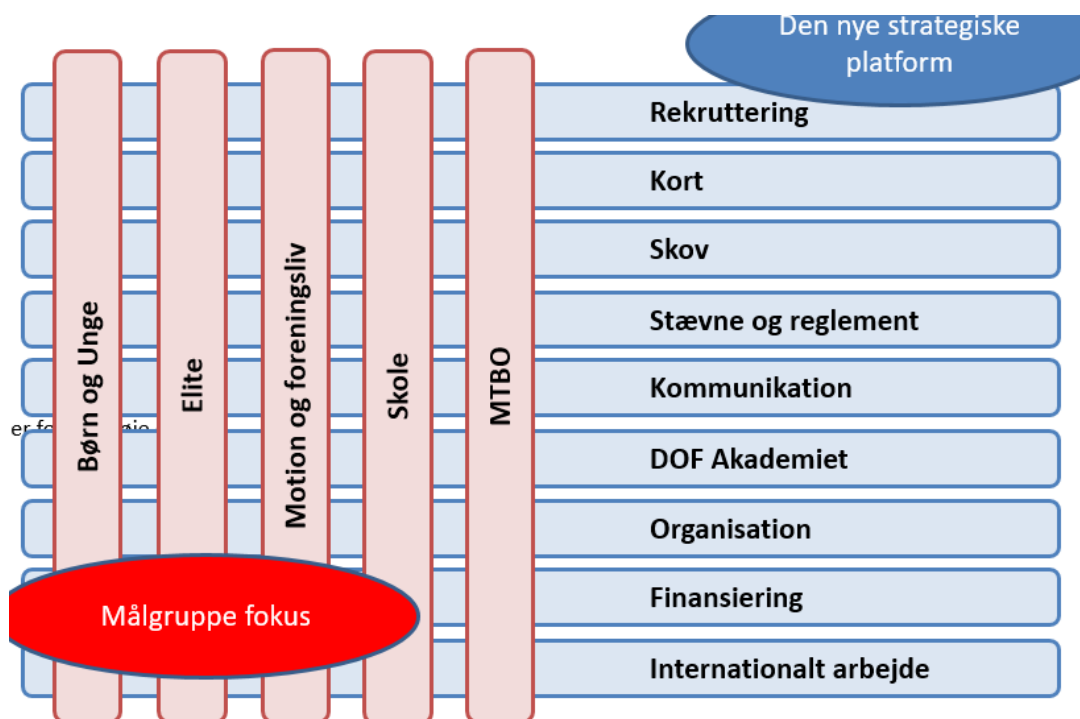 Den nye strategiske
platform
Rekruttering
Kort
Skov
Stævne og reglement
Kommunikation
DOF Akademiet
Organisation
Finansiering
Internationalt arbejde
Børn og Unge
Elite
Motion og foreningsliv
Skole
MTBO
er
Målgruppe fokus